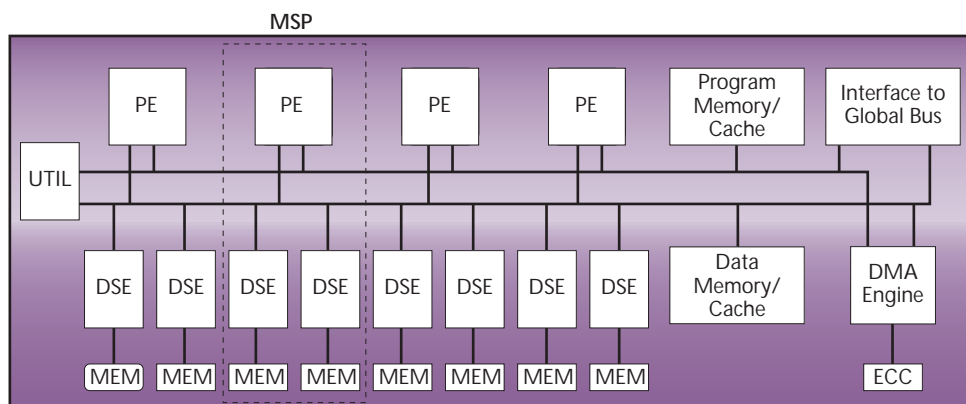 MSP
PE
PE
PE
PE
Program
Memory/
Cache
Interface to
Global Bus
UTIL
DSE
DSE
DSE
DSE
DSE
DSE
DSE
DSE
Data
Memory/
Cache
DMA
Engine
MEM
MEM
MEM
MEM
MEM
MEM
MEM
MEM
ECC